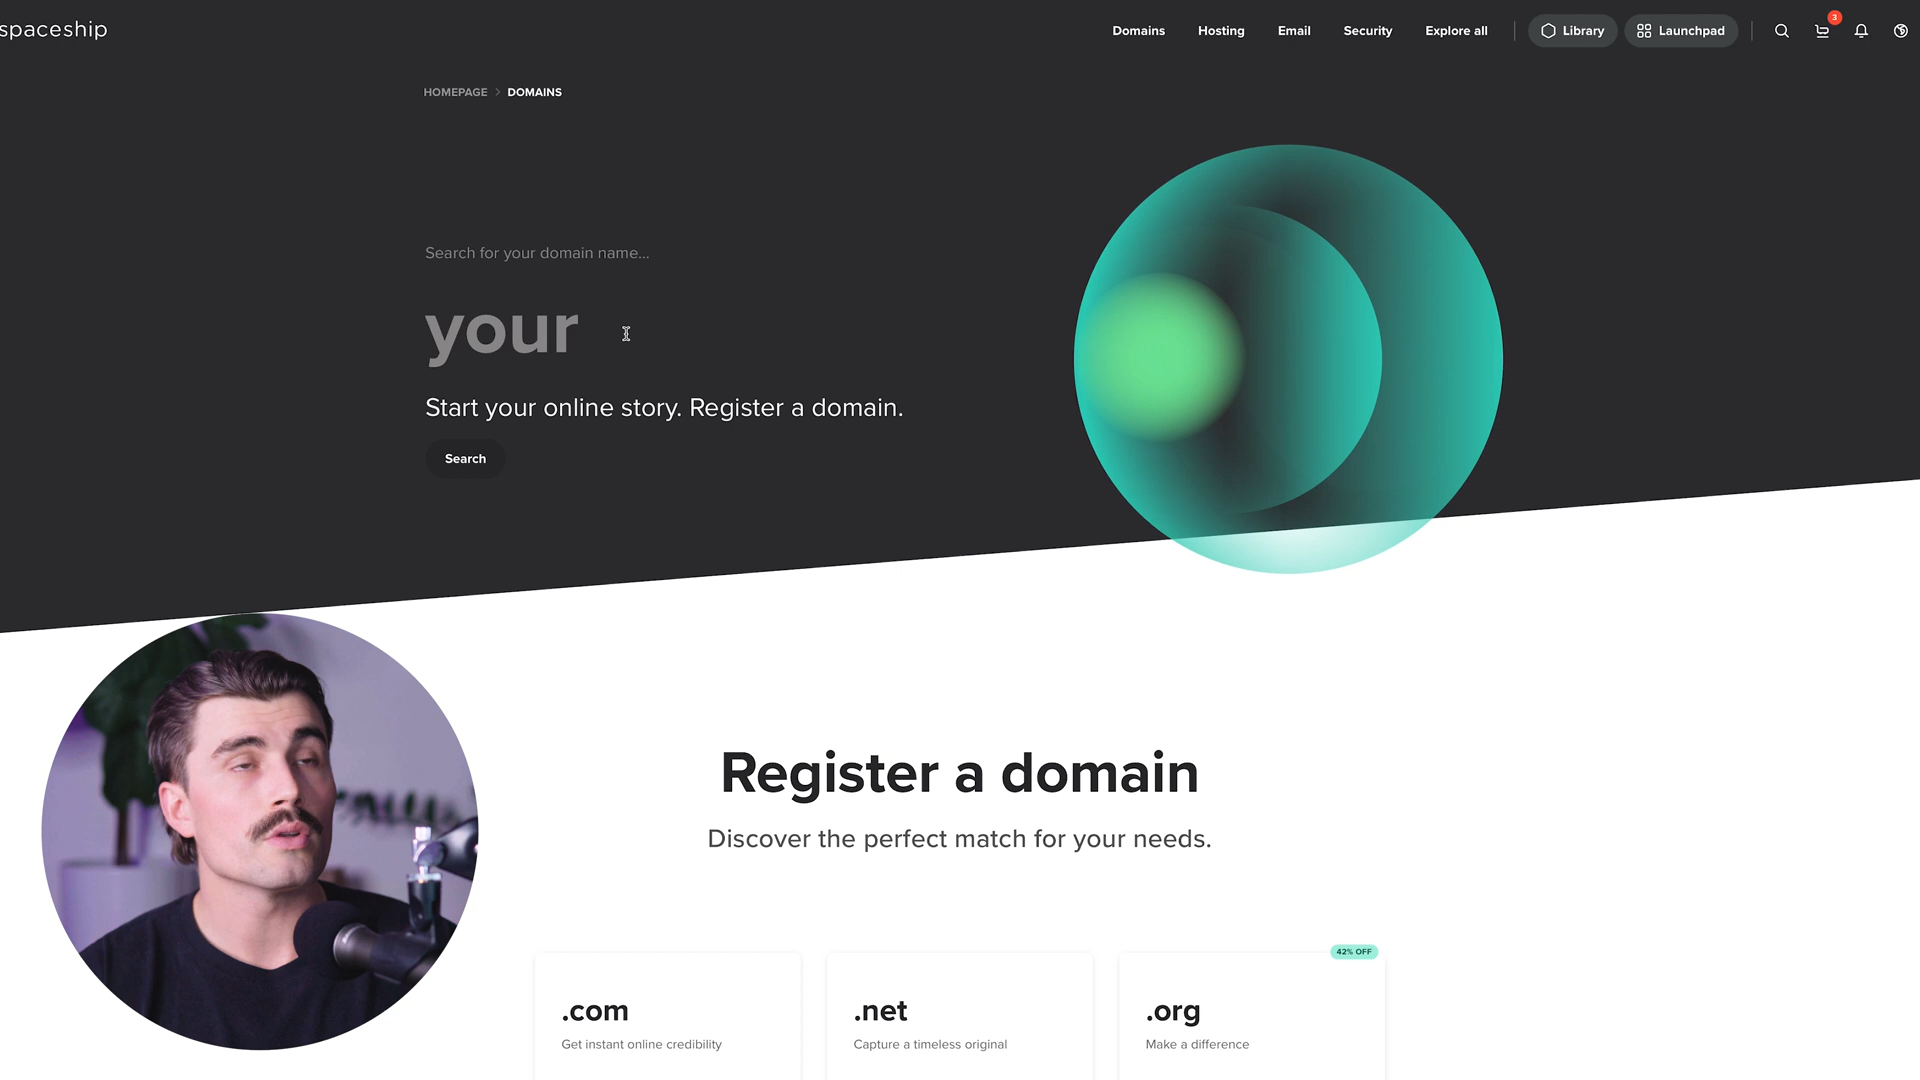 spaceship
Domains Hosting Email Security Explore all Library Launchpad 3
HOMEPAGE > DOMAINS
Search for your domain name...
your
Start your online story. Register a domain.
Search
Register a domain
Discover the perfect match for your needs.
42% OFF
.com .net .org
Get instant online credibility Capture a timeless original Make a difference